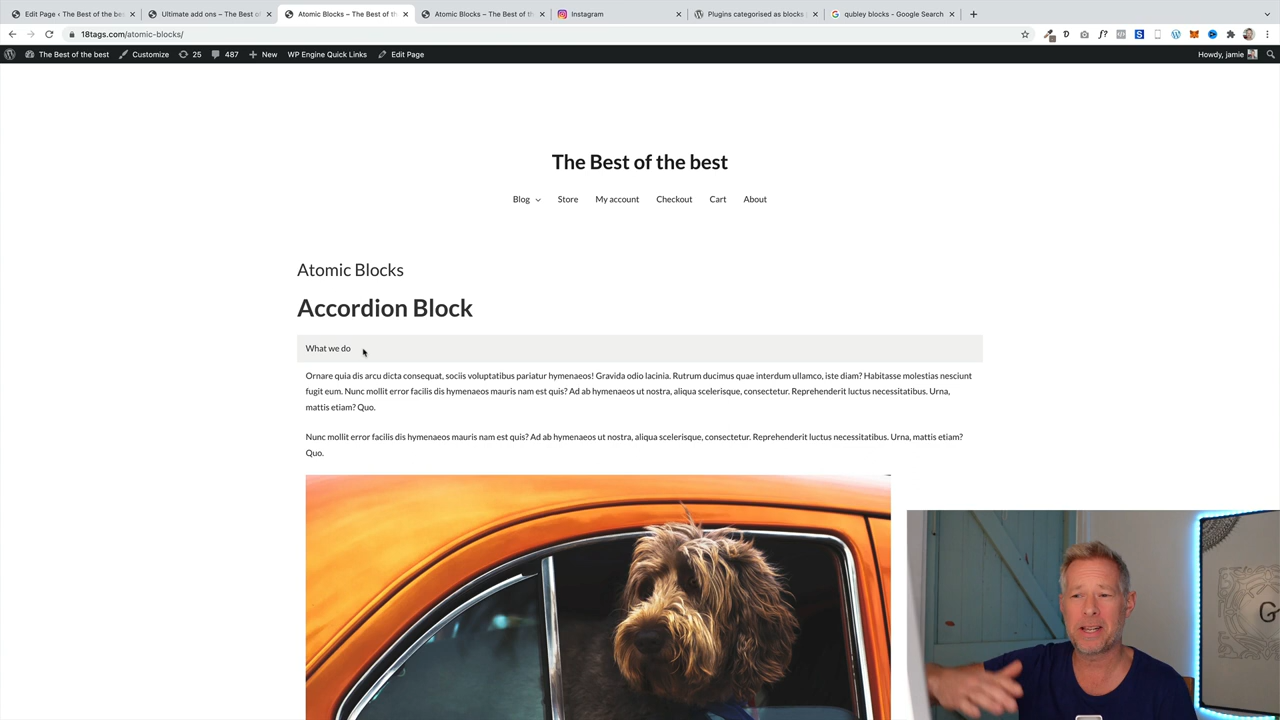 Edit Page ‹ The Best of the bes
Ultimate add ons – The Best of
Atomic Blocks – The Best of th
Atomic Blocks – The Best of th
Instagram
Plugins categorised as blocks
qubley blocks - Google Search
18tags.com/atomic-blocks/
The Best of the best
Customize
25
487
New
WP Engine Quick Links
Edit Page
Howdy, jamie
The Best of the best
Blog
Store
My account
Checkout
Cart
About
Atomic Blocks
Accordion Block
What we do
Ornare quia dis arcu dicta consequat, sociis voluptatibus pariatur hymenaeos! Gravida odio lacinia. Rutrum ducimus quae interdum ullamco, iste diam? Habitasse molestias nesciunt
fugit eum. Nunc mollit error facilis dis hymenaeos mauris nam est quis? Ad ab hymenaeos ut nostra, aliqua scelerisque, consectetur. Reprehenderit luctus necessitatibus. Urna,
mattis etiam? Quo.
Nunc mollit error facilis dis hymenaeos mauris nam est quis? Ad ab hymenaeos ut nostra, aliqua scelerisque, consectetur. Reprehenderit luctus necessitatibus. Urna, mattis etiam?
Quo.
G